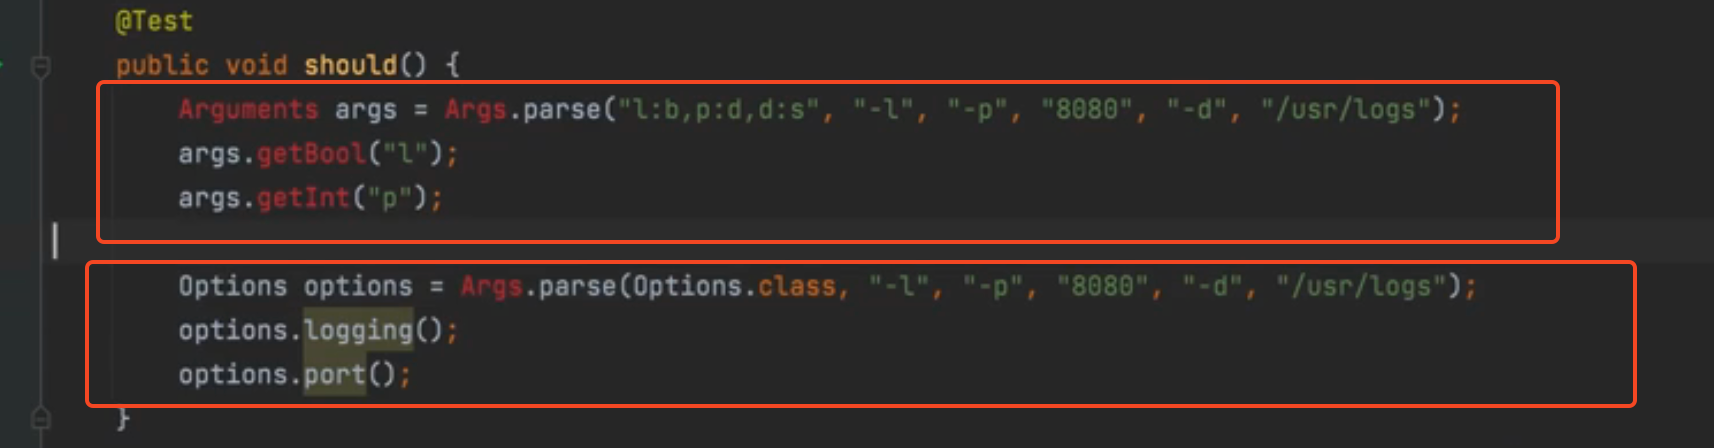 @Test
public void should() {
Arguments args = Args.parse("l:b,p:d,d:s", "-l", "-p", "8080", "-d", "/usr/logs");
args.getBool("l");
args.getInt("p");
Options options = Args.parse(Options.class, "-l", "-p", "8080", "-d", "/usr/logs");
options.logging();
options.port();
}